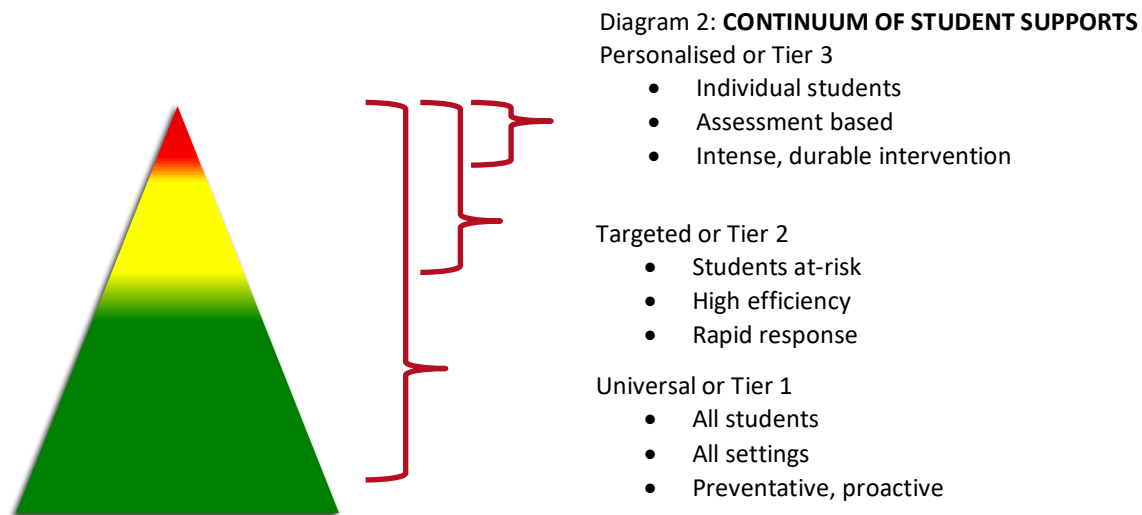 Diagram 2: CONTINUUM OF STUDENT SUPPORTS
Personalised or Tier 3
• Individual students
• Assessment based
• Intense, durable intervention
Targeted or Tier 2
• Students at-risk
• High efficiency
• Rapid response
Universal or Tier 1
• All students
• All settings
• Preventative, proactive